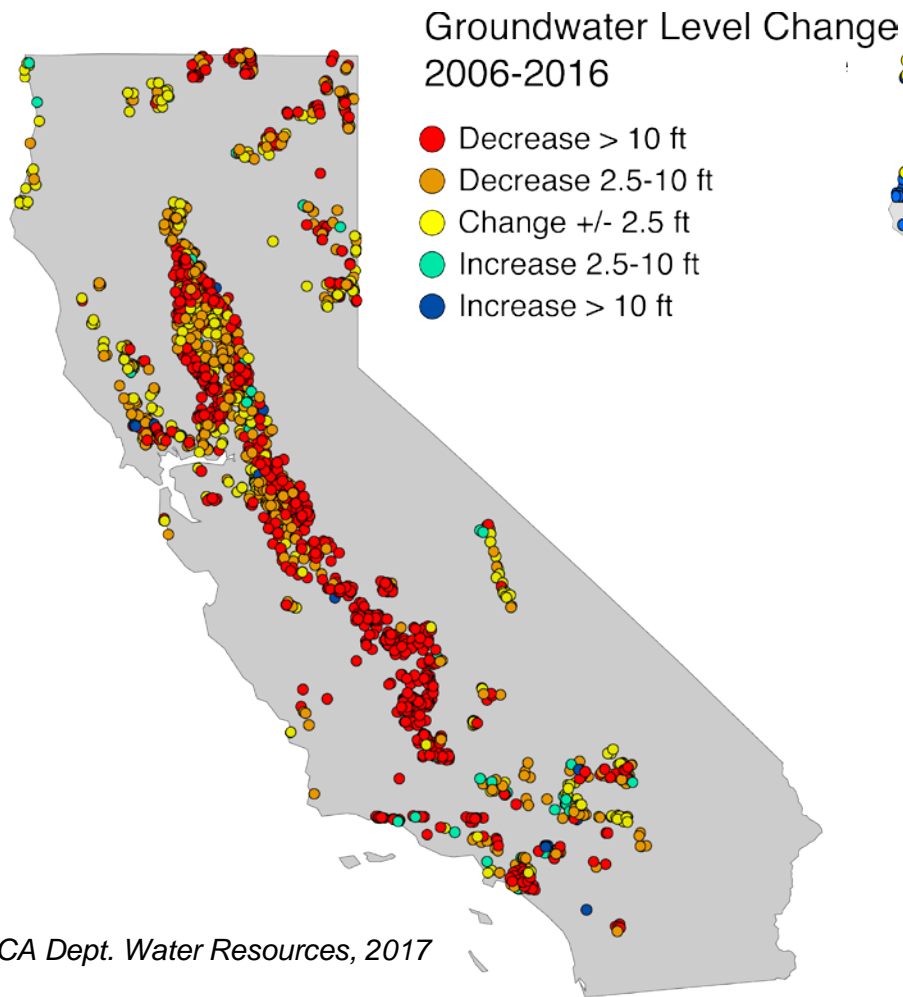 Groundwater Level Change
2006-2016
Decrease > 10 ft
Decrease 2.5-10 ft
Change +/- 2.5 ft
Increase 2.5-10 ft
Increase > 10 ft
CA Dept. Water Resources, 2017